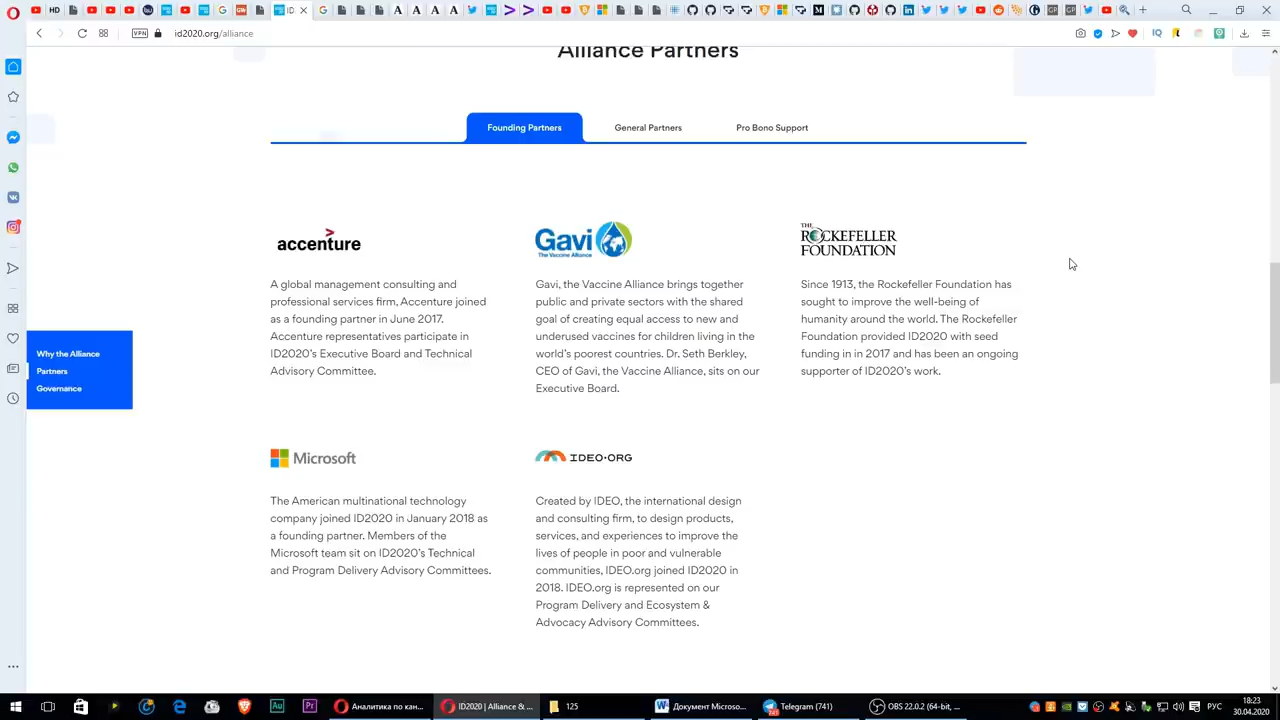 HD
ID
VPN
id2020.org/alliance
IQ
Alliance Partners
Founding Partners
General Partners
Pro Bono Support
accenture
A global management consulting and
professional services firm, Accenture joined
as a founding partner in June 2017.
Accenture representatives participate in
ID2020's Executive Board and Technical
Advisory Committee.
Gavi
The Vaccine Alliance
Gavi, the Vaccine Alliance brings together
public and private sectors with the shared
goal of creating equal access to new and
underused vaccines for children living in the
world's poorest countries. Dr. Seth Berkley,
CEO of Gavi, the Vaccine Alliance, sits on our
Executive Board.
THE
ROCKEFELLER
FOUNDATION
Since 1913, the Rockefeller Foundation has
sought to improve the well-being of
humanity around the world. The Rockefeller
Foundation provided ID2020 with seed
funding in in 2017 and has been an ongoing
supporter of ID2020's work.
Why the Alliance
Partners
Governance
Microsoft
The American multinational technology
company joined ID2020 in January 2018 as
a founding partner. Members of the
Microsoft team sit on ID2020's Technical
and Program Delivery Advisory Committees.
IDEO.ORG
Created by IDEO, the international design
and consulting firm, to design products,
services, and experiences to improve the
lives of people in poor and vulnerable
communities, IDEO.org joined ID2020 in
2018. IDEO.org is represented on our
Program Delivery and Ecosystem &
Advocacy Advisory Committees.
Au
Pr
Аналитика по кан...
ID2020 | Alliance &...
125
Документ Micros...
Telegram (741)
OBS 22.0.2 (64-bit, ...
РУС
18:23
30.04.2020